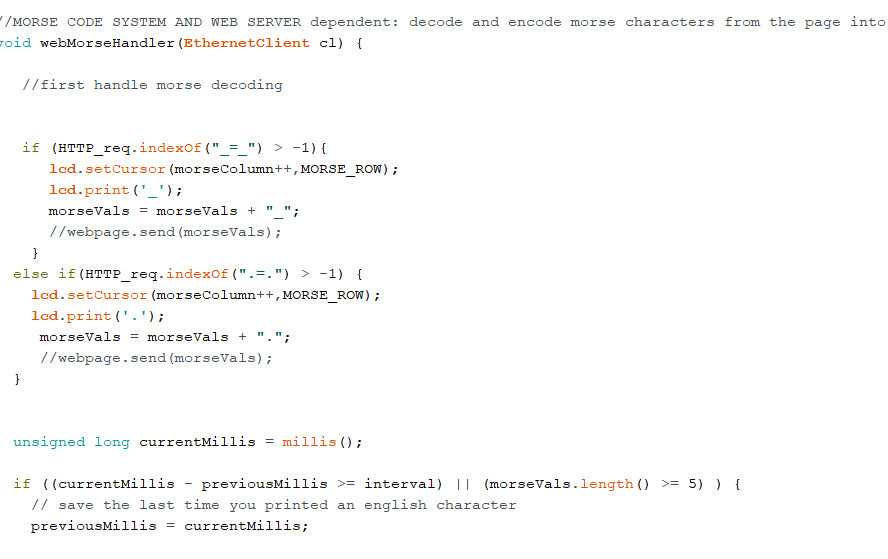 //MORSE CODE SYSTEM AND WEB SERVER dependent: decode and encode morse characters from the page into
void webMorseHandler(EthernetClient cl) {
//first handle morse decoding
if (HTTP_req.indexOf("_=_") > -1){
lcd.setCursor(morseColumn++,MORSE_ROW);
lcd.print('_');
morseVals = morseVals + "_";
//webpage.send(morseVals);
}
else if(HTTP_req.indexOf(".=.") > -1) {
lcd.setCursor(morseColumn++,MORSE_ROW);
lcd.print('.');
morseVals = morseVals + ".";
//webpage.send(morseVals);
}
unsigned long currentMillis = millis();
if ((currentMillis - previousMillis >= interval) || (morseVals.length() >= 5) ) {
// save the last time you printed an english character
previousMillis = currentMillis;